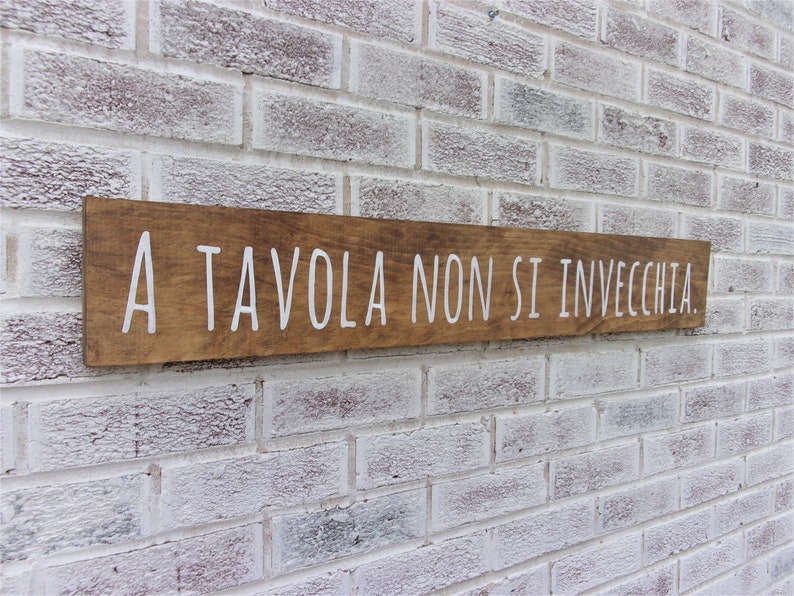 A TAVOLA NON SI INVECCHIA.